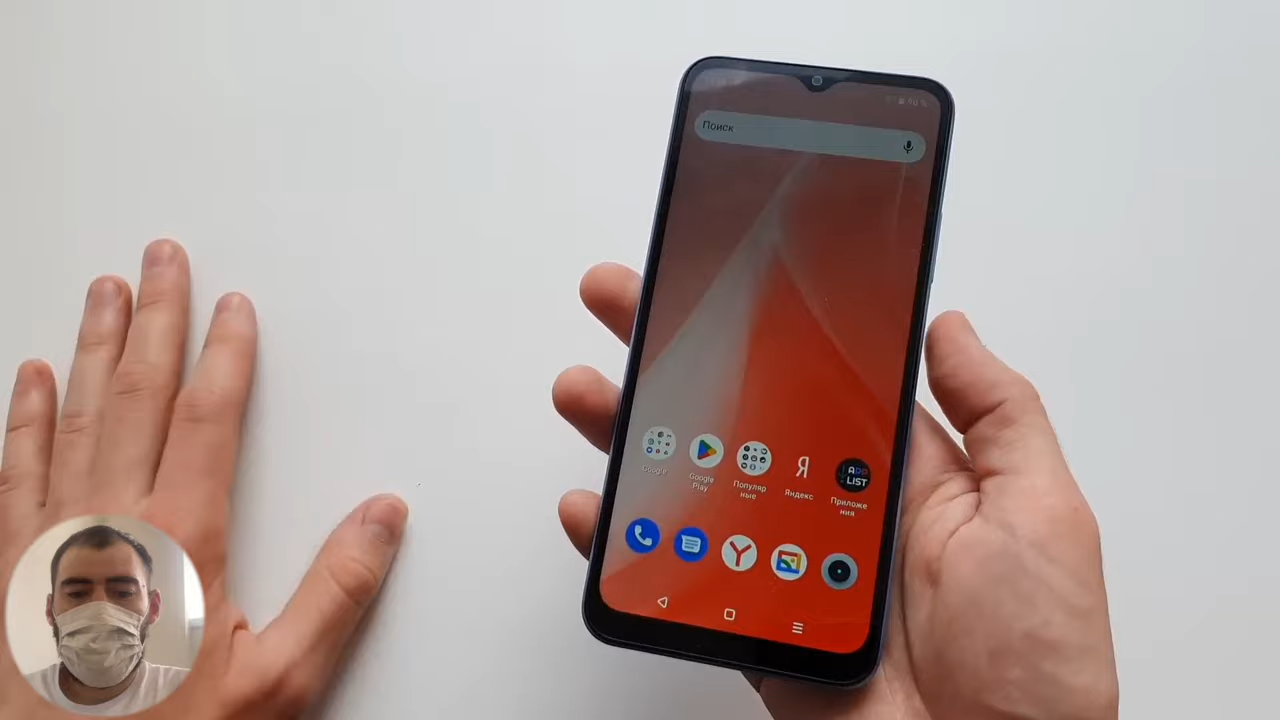 Поиск
Google
Google
Play
Популяр
ные
Яндекс
APP
LIST
Приложе
ния